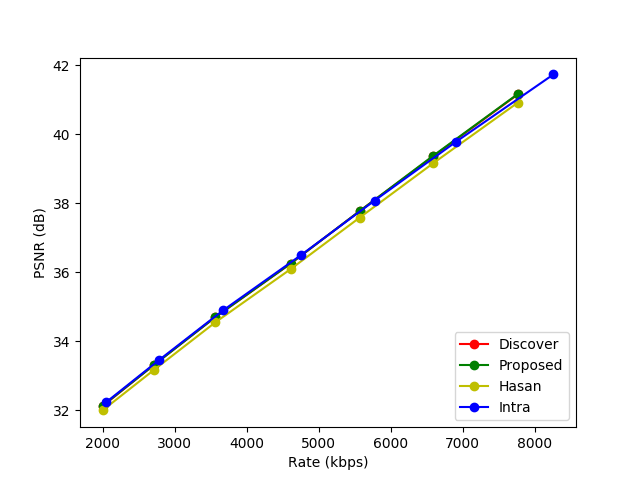 42
40
38
36
34
32
PSNR (dB)
Discover
Proposed
Hasan
Intra
2000 3000 4000 5000 6000 7000 8000
Rate (kbps)